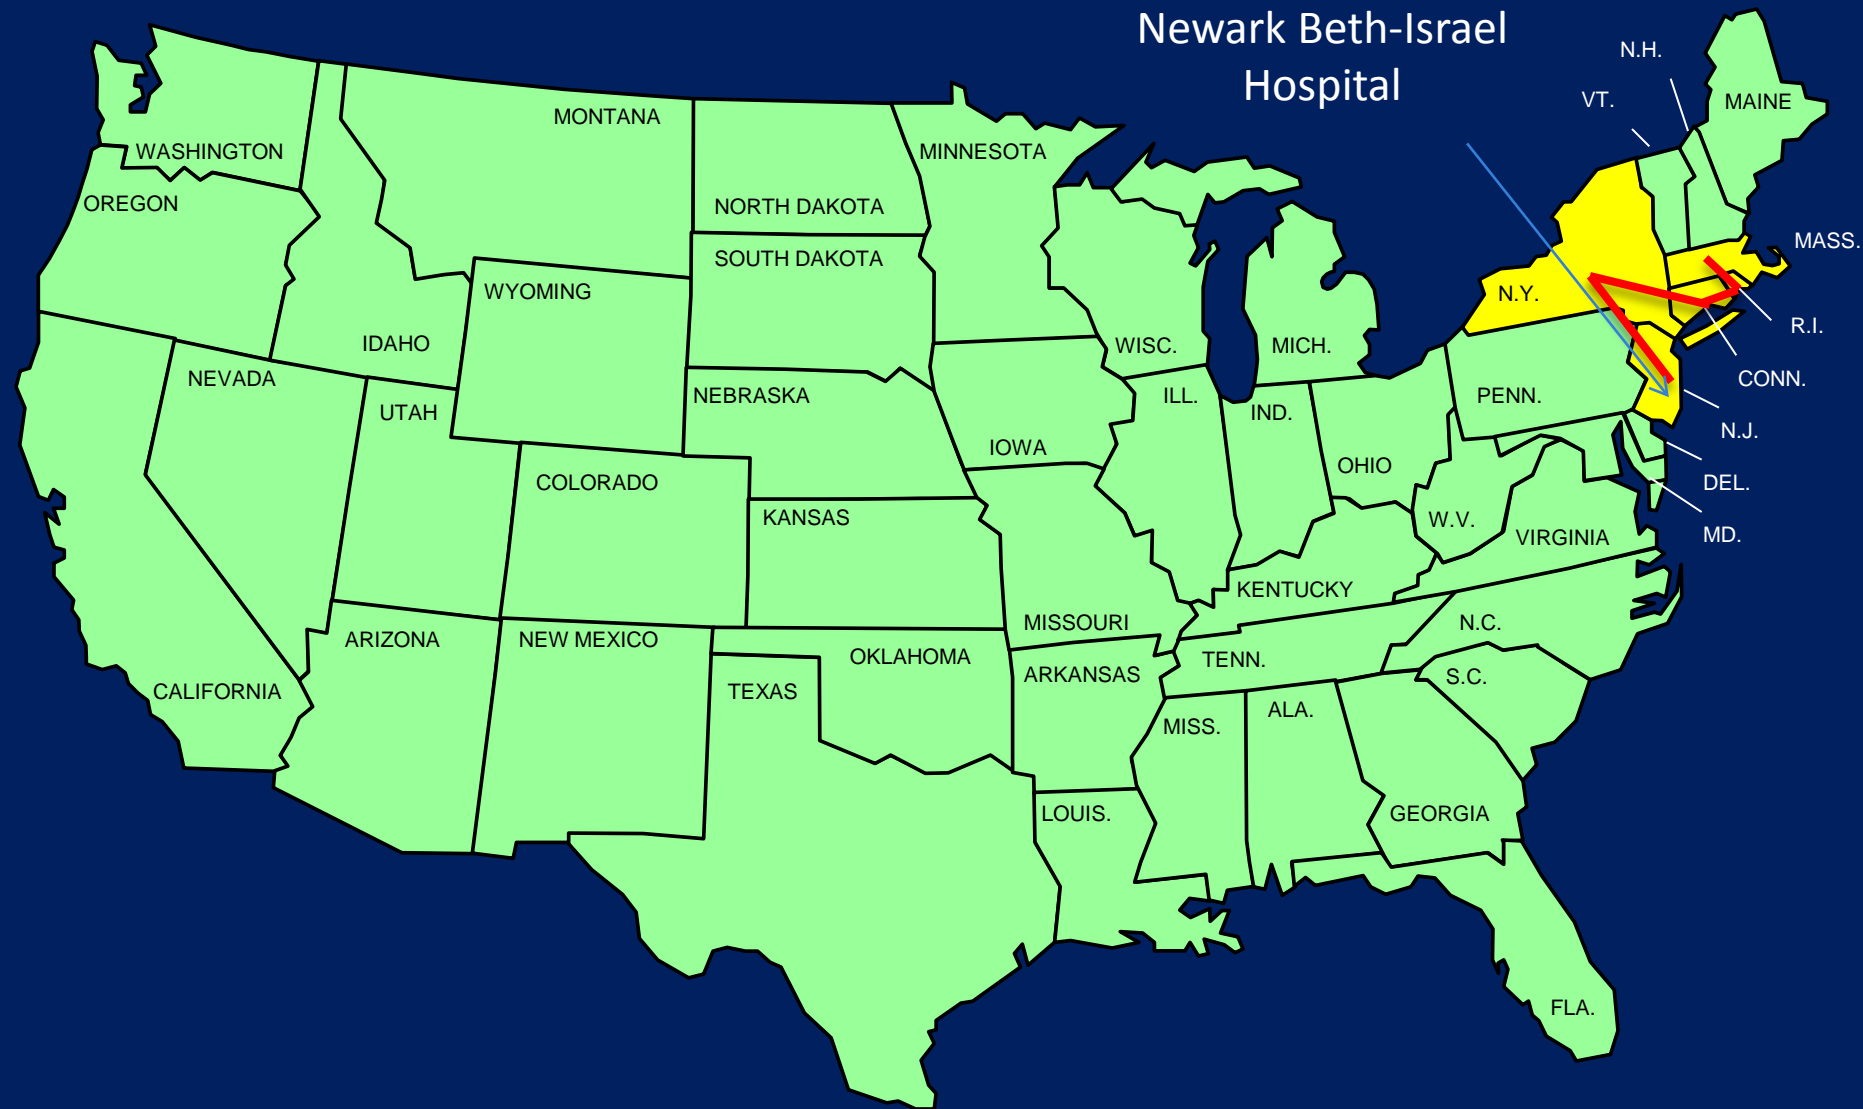 Newark Beth-Israel
Hospital
N.H.
VT.
MAINE
MONTANA
WASHINGTON
MINNESOTA
OREGON
NORTH DAKOTA
MASS.
SOUTH DAKOTA
WYOMING
N.Y.
R.I.
IDAHO
WISC.
MICH.
NEVADA
CONN.
UTAH
NEBRASKA
ILL.
IND.
PENN.
N.J.
IOWA
OHIO
COLORADO
DEL.
KANSAS
W.V.
VIRGINIA
MD.
KENTUCKY
MISSOURI
N.C.
ARIZONA
NEW MEXICO
OKLAHOMA
TENN.
ARKANSAS
S.C.
CALIFORNIA
TEXAS
ALA.
MISS.
LOUIS.
GEORGIA
FLA.